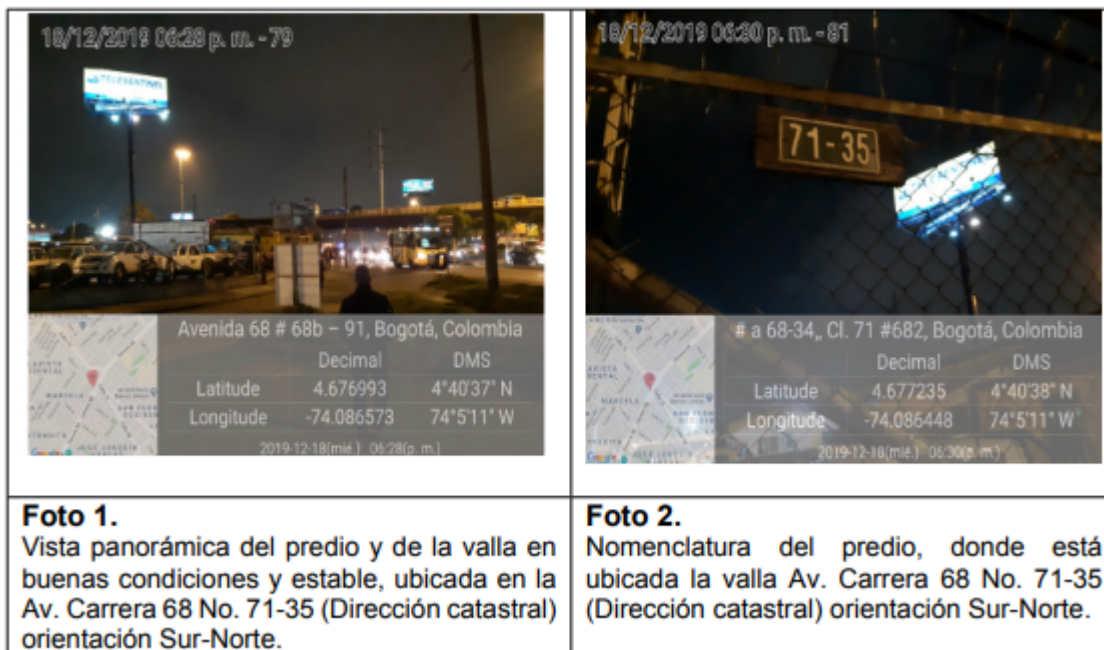 18/12/2019 06:28 p. m. - 79
TELESENTINEL
Avenida 68 # 68b – 91, Bogotá, Colombia
Decimal DMS
Latitude 4.676993 4°40'37" N
Longitude -74.086573 74°5'11" W
2019-12-18(mié.) 06:28(p. m.)
Foto 1.
Vista panorámica del predio y de la valla en
buenas condiciones y estable, ubicada en la
Av. Carrera 68 No. 71-35 (Dirección catastral)
orientación Sur-Norte.
18/12/2019 06:30 p. m. - 81
71-35
TELESENTINEL
# a 68-34,, Cl. 71 #682, Bogotá, Colombia
Decimal DMS
Latitude 4.677235 4°40'38" N
Longitude -74.086448 74°5'11" W
2019-12-18(mié.) 06:30(p. m.)
Foto 2.
Nomenclatura del predio, donde está
ubicada la valla Av. Carrera 68 No. 71-35
(Dirección catastral) orientación Sur-Norte.